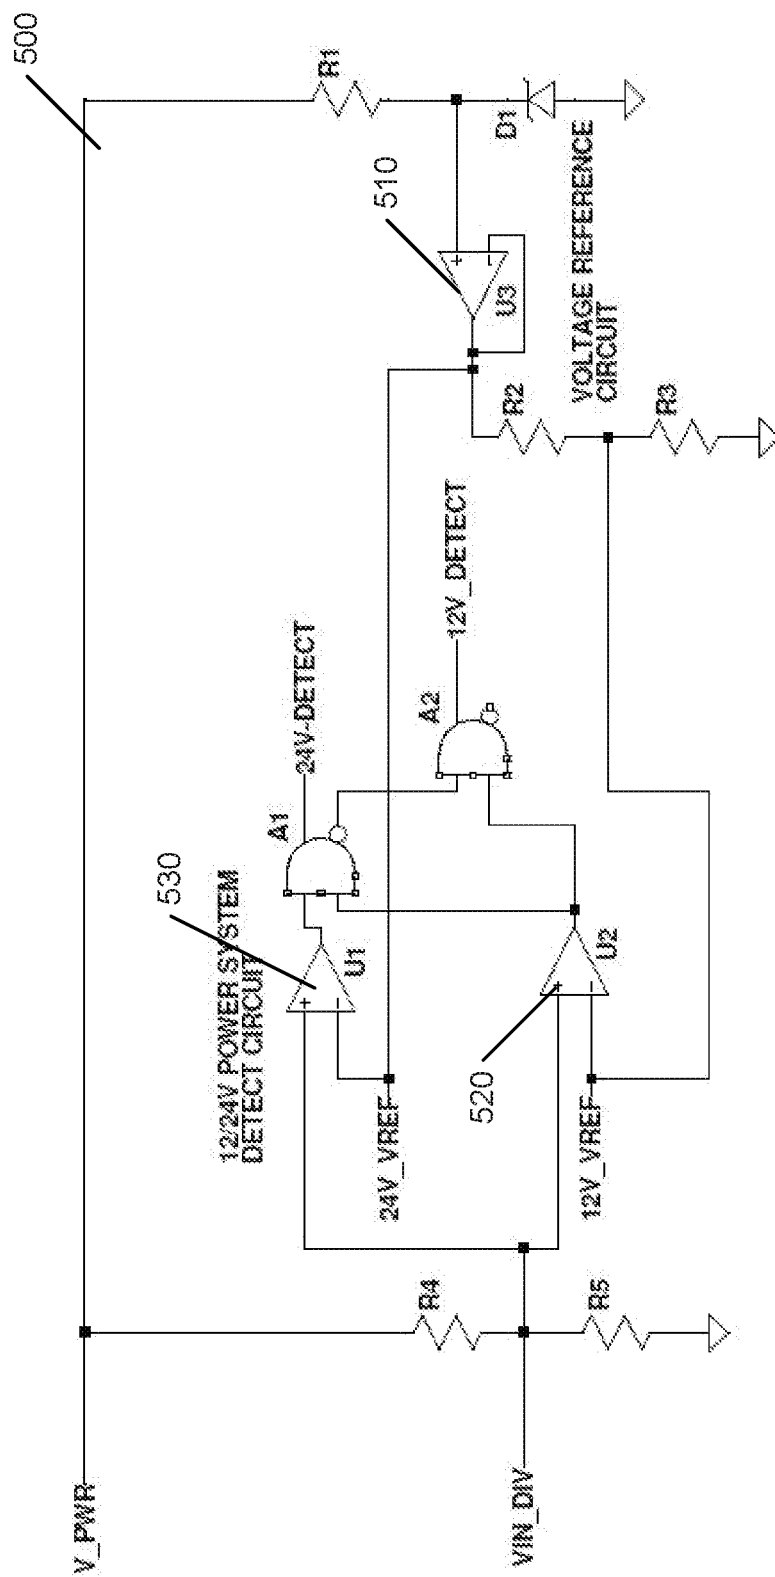 500
V_PWR
R1
D1
510
U3
VOLTAGE REFERENCE
CIRCUIT
R2
R3
24V-DETECT
12V_DETECT
A1
A2
530
12/24V POWER SYSTEM
DETECT CIRCUIT
U1
U2
520
24V_VREF
12V_VREF
R4
R5
VIN_DIV
+
–
+
–
+
–